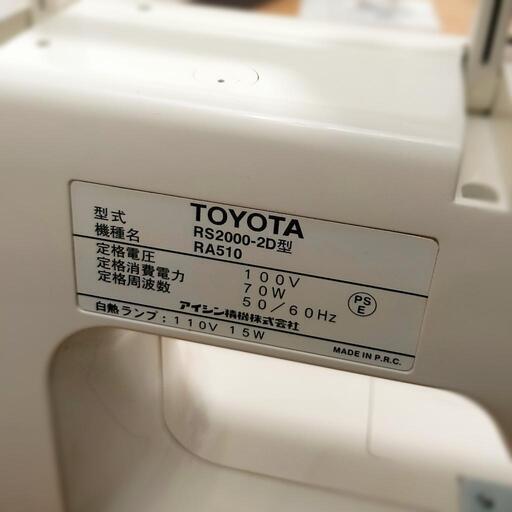 TOYOTA
型式 RS2000-2D型
機種名 RA510
定格電圧 100V
定格消費電力 70W
定格周波数 50/60Hz
PS
E
アイシン精機株式会社
白熱ランプ:110V 15W
MADE IN P.R.C.